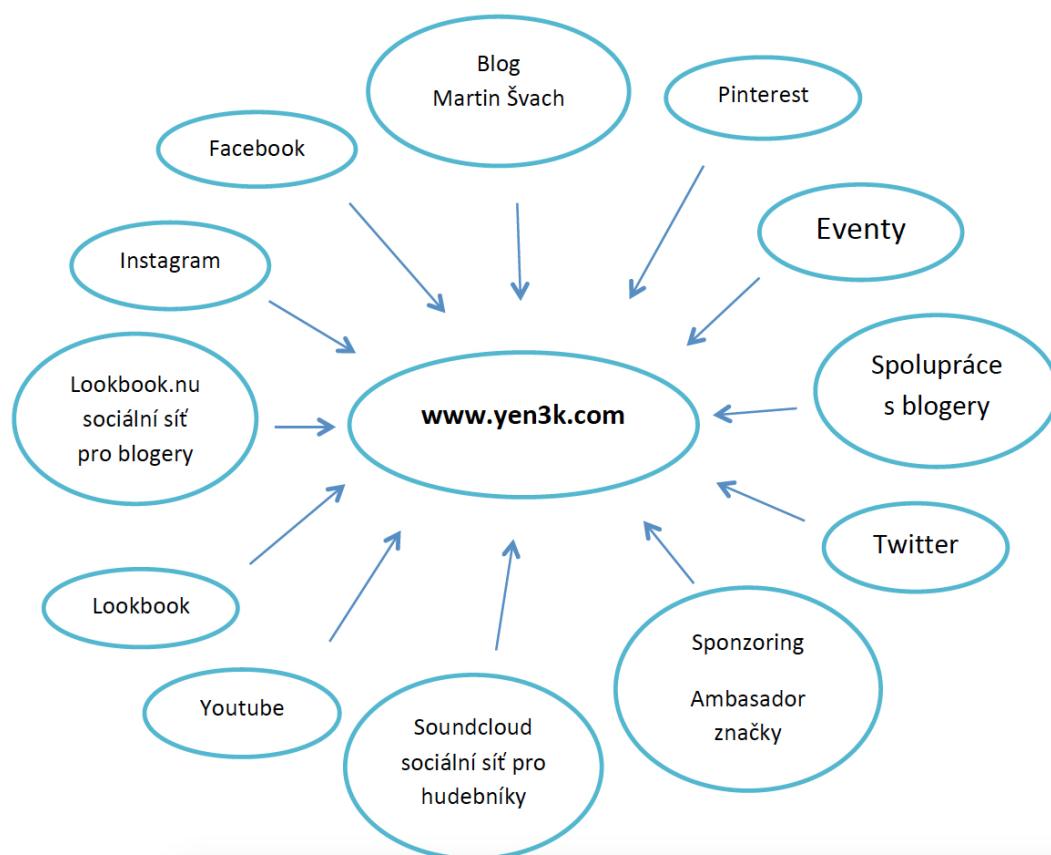 Blog
Martin Švach
Pinterest
Facebook
Eventy
Instagram
Spolupráce
s blogery
Lookbook.nu
sociální síť
pro blogery
www.yen3k.com
Twitter
Lookbook
Sponzoring
Ambasador
značky
Youtube
Soundcloud
sociální síť pro
hudebníky